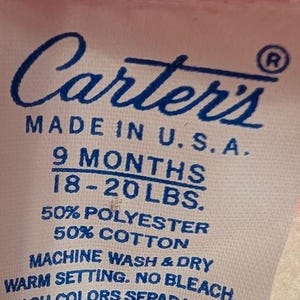 Carter's ®
MADE IN U.S.A.
9 MONTHS
18-20 LBS.
50% POLYESTER
50% COTTON
MACHINE WASH & DRY
WARM SETTING. NO BLEACH
COLORS